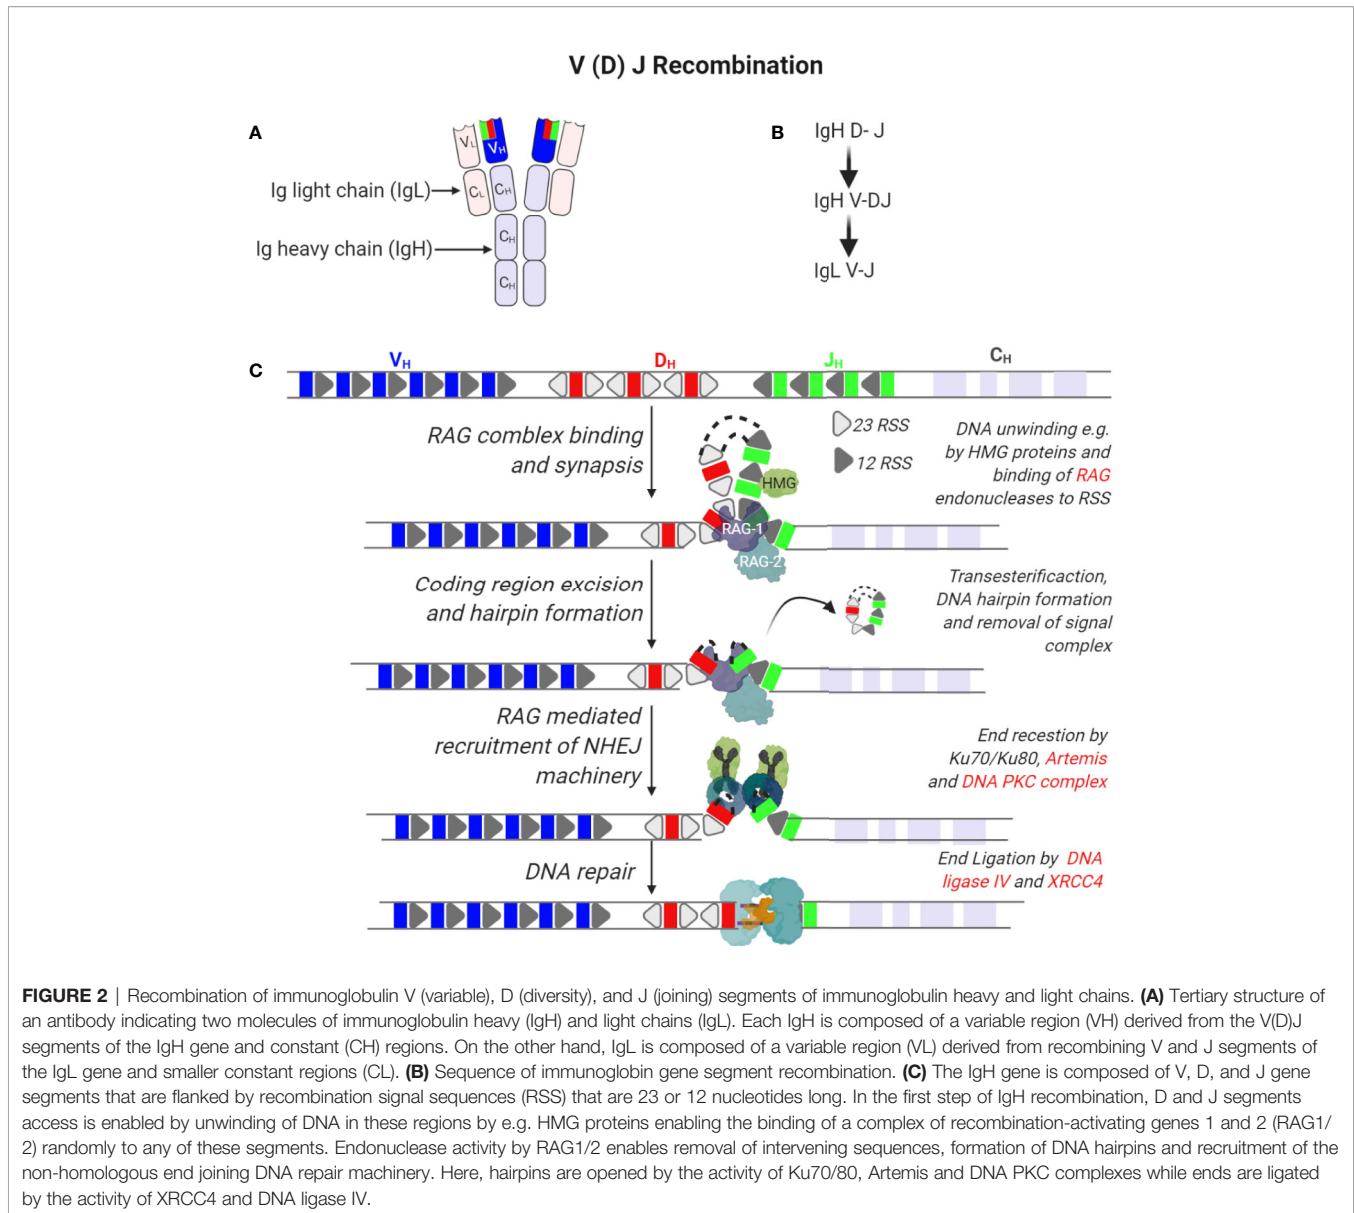 V (D) J Recombination
A
VL
VH
Ig light chain (IgL)
CL
CH
Ig heavy chain (IgH)
CH
CH
B
IgH D- J
IgH V-DJ
IgL V-J
C
VH
DH
JH
CH
RAG comblex binding
and synapsis
23 RSS
12 RSS
HMG
RAG-1
RAG-2
DNA unwinding e.g.
by HMG proteins and
binding of RAG
endonucleases to RSS
Coding region excision
and hairpin formation
Transesterificaction,
DNA hairpin formation
and removal of signal
complex
RAG mediated
recruitment of NHEJ
machinery
End recestion by
Ku70/Ku80, Artemis
and DNA PKC complex
DNA repair
End Ligation by DNA
ligase IV and XRCC4
FIGURE 2 | Recombination of immunoglobulin V (variable), D (diversity), and J (joining) segments of immunoglobulin heavy and light chains. (A) Tertiary structure of
an antibody indicating two molecules of immunoglobulin heavy (IgH) and light chains (IgL). Each IgH is composed of a variable region (VH) derived from the V(D)J
segments of the IgH gene and constant (CH) regions. On the other hand, IgL is composed of a variable region (VL) derived from recombining V and J segments of
the IgL gene and smaller constant regions (CL). (B) Sequence of immunoglobin gene segment recombination. (C) The IgH gene is composed of V, D, and J gene
segments that are flanked by recombination signal sequences (RSS) that are 23 or 12 nucleotides long. In the first step of IgH recombination, D and J segments
access is enabled by unwinding of DNA in these regions by e.g. HMG proteins enabling the binding of a complex of recombination-activating genes 1 and 2 (RAG1/
2) randomly to any of these segments. Endonuclease activity by RAG1/2 enables removal of intervening sequences, formation of DNA hairpins and recruitment of the
non-homologous end joining DNA repair machinery. Here, hairpins are opened by the activity of Ku70/80, Artemis and DNA PKC complexes while ends are ligated
by the activity of XRCC4 and DNA ligase IV.